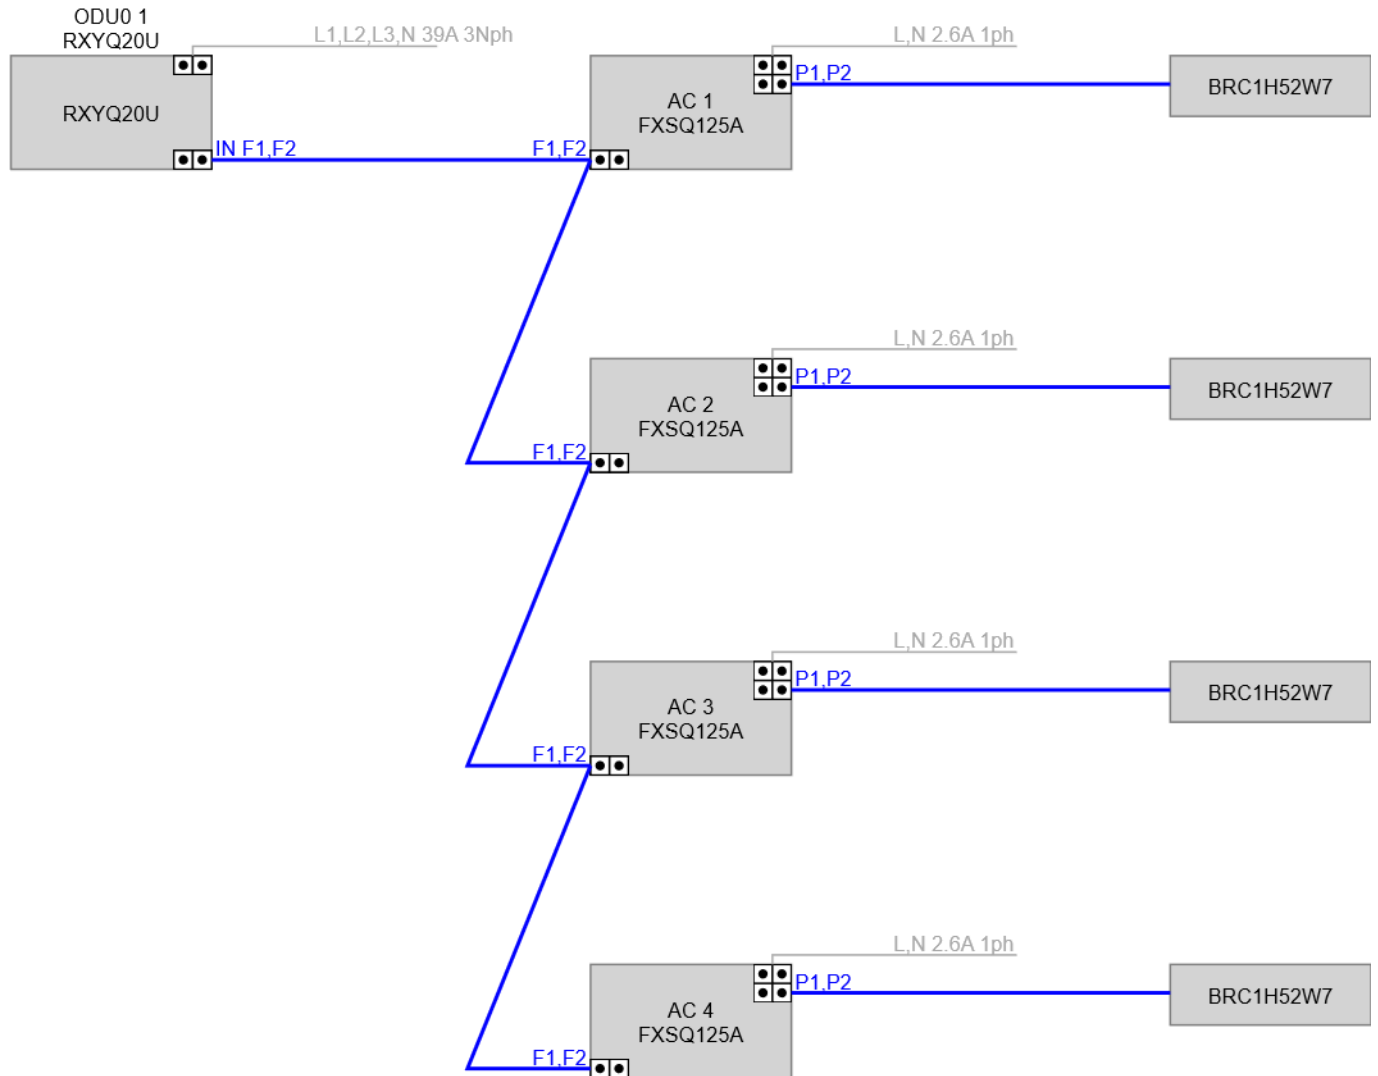 ODU0 1
RXYQ20U
RXYQ20U
L1,L2,L3,N 39A 3Nph
IN F1,F2
F1,F2
AC 1
FXSQ125A
L,N 2.6A 1ph
P1,P2
BRC1H52W7
F1,F2
AC 2
FXSQ125A
L,N 2.6A 1ph
P1,P2
BRC1H52W7
F1,F2
AC 3
FXSQ125A
L,N 2.6A 1ph
P1,P2
BRC1H52W7
F1,F2
AC 4
FXSQ125A
L,N 2.6A 1ph
P1,P2
BRC1H52W7